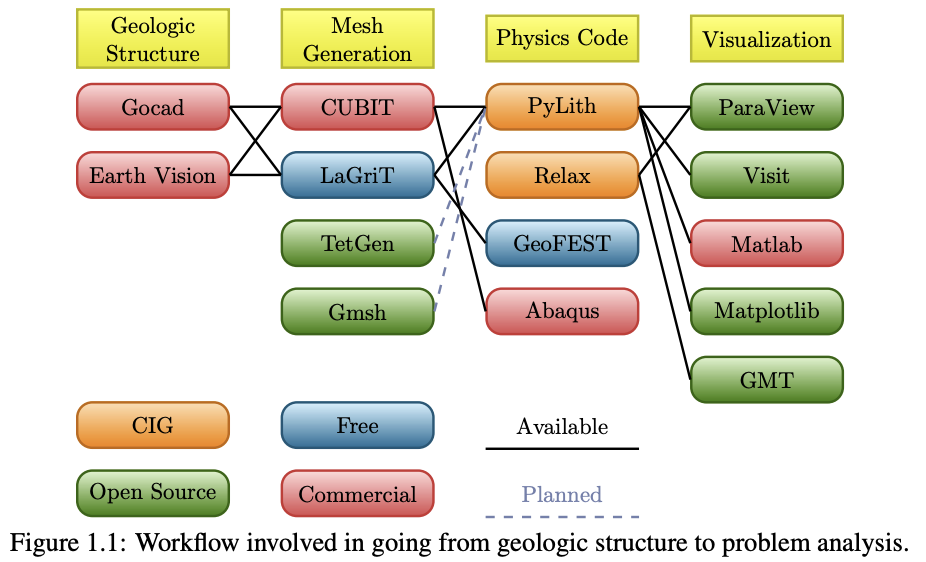 Geologic
Structure
Mesh
Generation
Physics Code
Visualization
Gocad
CUBIT
PyLith
ParaView
Earth Vision
LaGriT
Relax
Visit
TetGen
GeoFEST
Matlab
Gmsh
Abaqus
Matplotlib
GMT
CIG
Free
Available
Open Source
Commercial
Planned
Figure 1.1: Workflow involved in going from geologic structure to problem analysis.